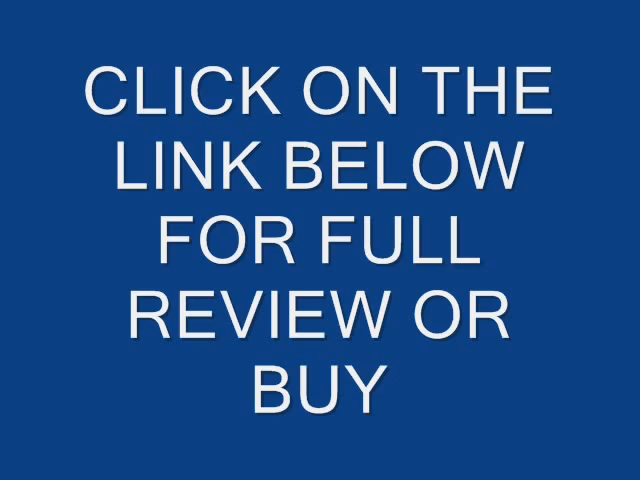 CLICK ON THE
LINK BELOW
FOR FULL
REVIEW OR
BUY